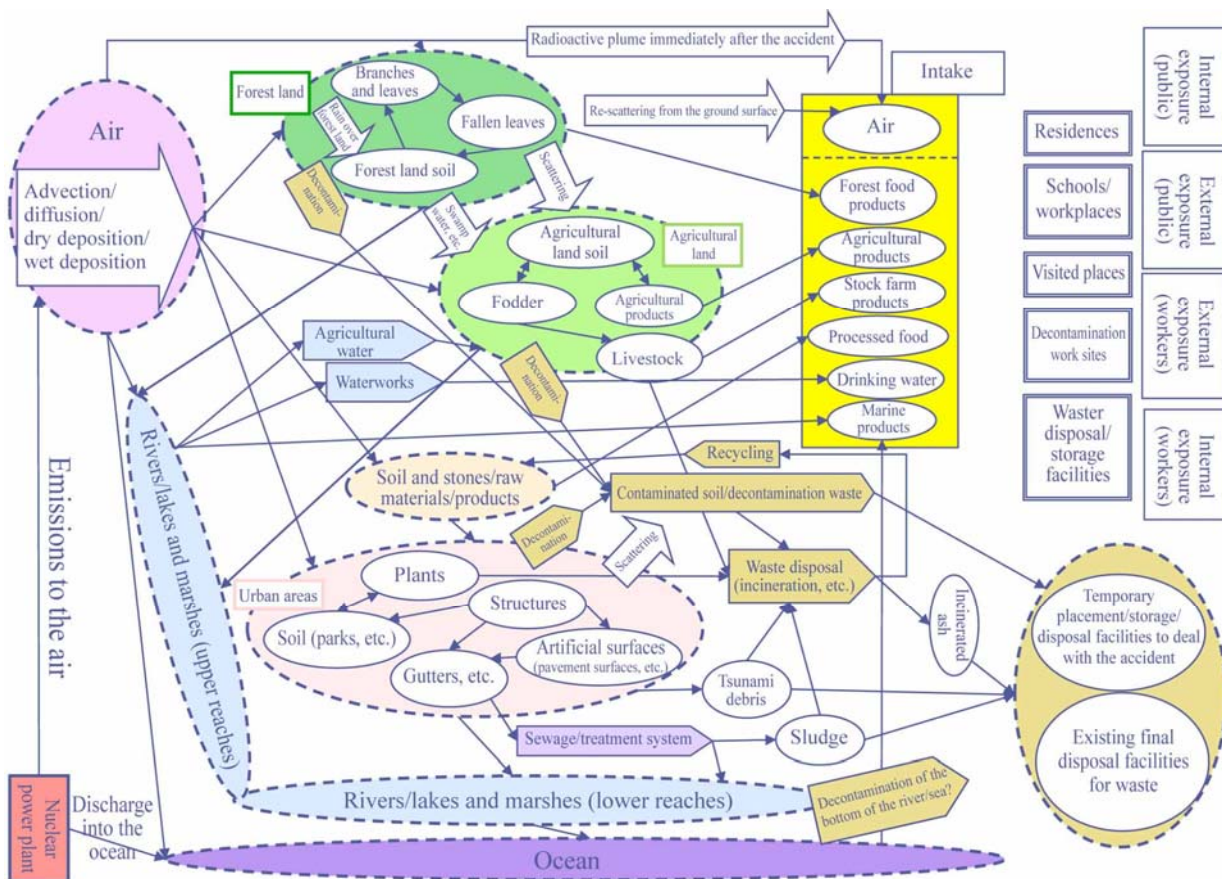 Radioactive plume immediately after the accident
Intake
Internal
exposure
(public)
Forest land
Branches
and leaves
Fallen leaves
Rain over
forest land
Forest land soil
Re-scattering from the ground surface
Air
Air
Advection/
diffusion/
dry deposition/
wet deposition
Decontami-
nation
Scattering
Swamp
water, etc.
Forest food
products
Agricultural
products
Stock farm
products
Processed food
Drinking water
Marine
products
Residences
Schools/
workplaces
Visited places
Decontamination
work sites
Waster
disposal/
storage
facilities
External
exposure
(public)
External
exposure
(workers)
Internal
exposure
(workers)
Agricultural
land soil
Agricultural
land
Fodder
Agricultural
products
Livestock
Agricultural
water
Waterworks
Decontami-
nation
Emissions to the air
Rivers/lakes and marshes (upper reaches)
Soil and stones/raw
materials/products
Recycling
Contaminated soil/decontamination waste
Decontami-
nation
Scattering
Waste disposal
(incineration, etc.)
Urban areas
Plants
Structures
Soil (parks, etc.)
Artificial surfaces
(pavement surfaces, etc.)
Gutters, etc.
Tsunami
debris
Incinerated
ash
Temporary
placement/storage/
disposal facilities to deal
with the accident
Existing final
disposal facilities
for waste
Sewage/treatment system
Sludge
Rivers/lakes and marshes (lower reaches)
Decontamination of the
bottom of the river/sea?
Nuclear
power plant
Discharge
into the
ocean
Ocean